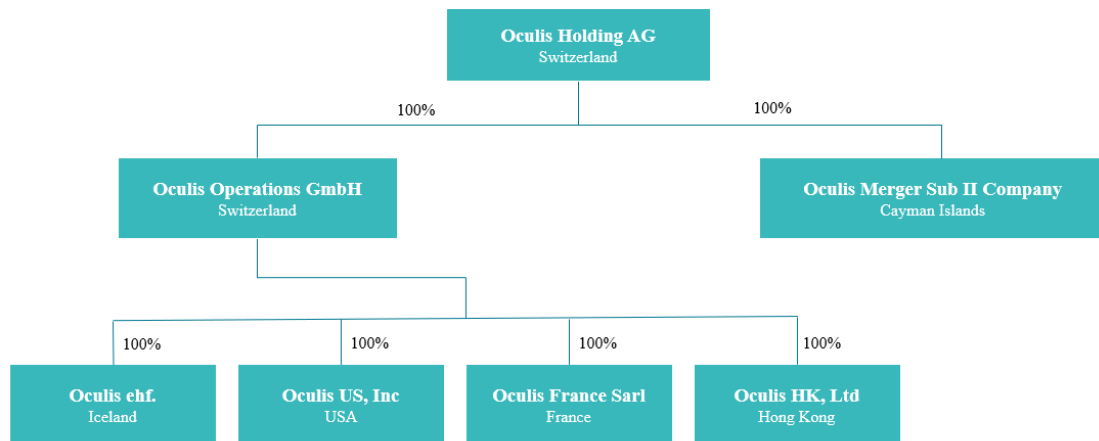 Oculis Holding AG
Switzerland
100%
100%
Oculis Operations GmbH
Switzerland
Oculis Merger Sub II Company
Cayman Islands
100%
100%
100%
100%
Oculis ehf.
Iceland
Oculis US, Inc
USA
Oculis France Sarl
France
Oculis HK, Ltd
Hong Kong